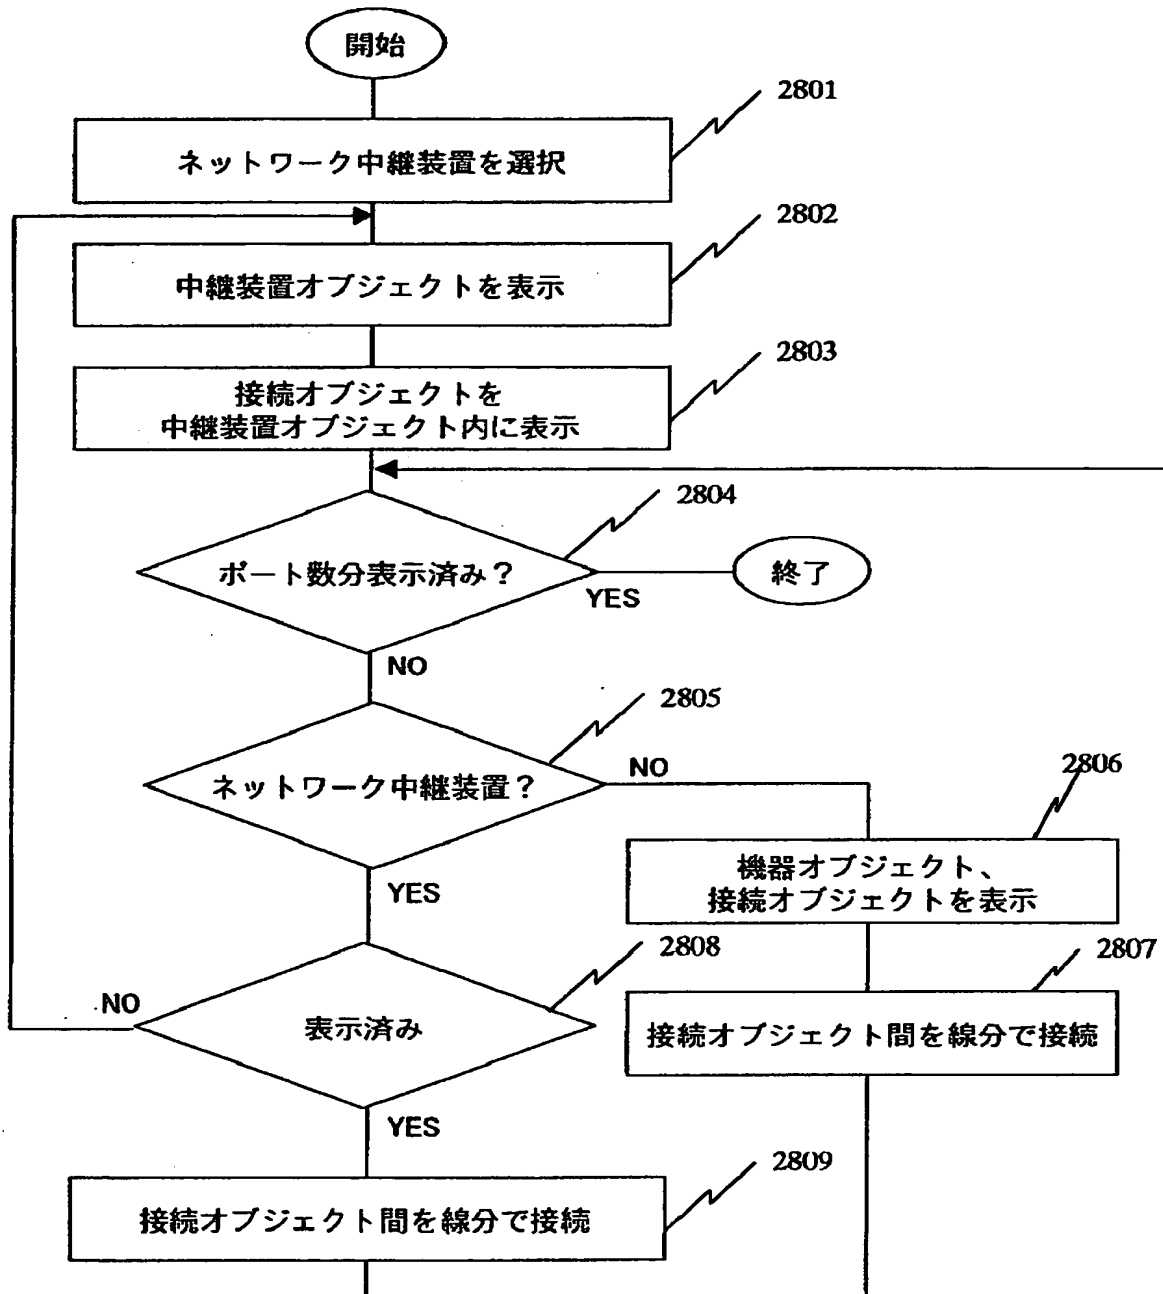 開始
2801
ネットワーク中継装置を選択
2802
中継装置オブジェクトを表示
2803
接続オブジェクトを
中継装置オブジェクト内に表示
2804
ポート数分表示済み？
終了
YES
NO
2805
ネットワーク中継装置？
NO
2806
機器オブジェクト、
接続オブジェクトを表示
YES
2808
2807
NO
表示済み
接続オブジェクト間を線分で接続
YES
2809
接続オブジェクト間を線分で接続